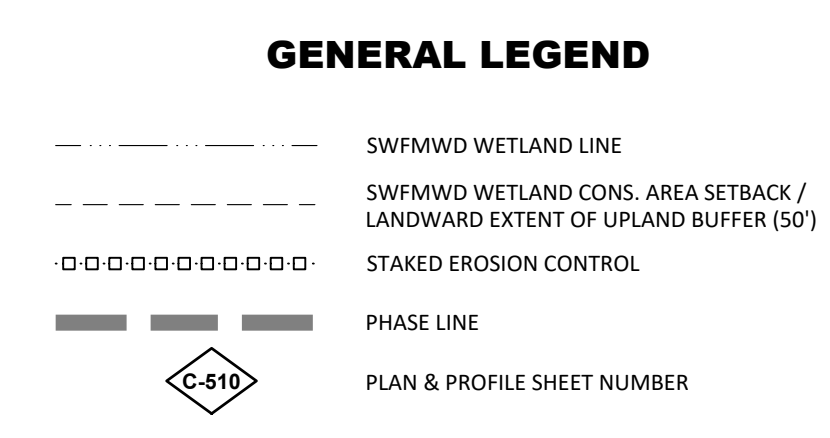 GENERAL LEGEND
SWFMWD WETLAND LINE
SWFMWD WETLAND CONS. AREA SETBACK /
LANDWARD EXTENT OF UPLAND BUFFER (50')
STAKED EROSION CONTROL
PHASE LINE
C-510
PLAN & PROFILE SHEET NUMBER